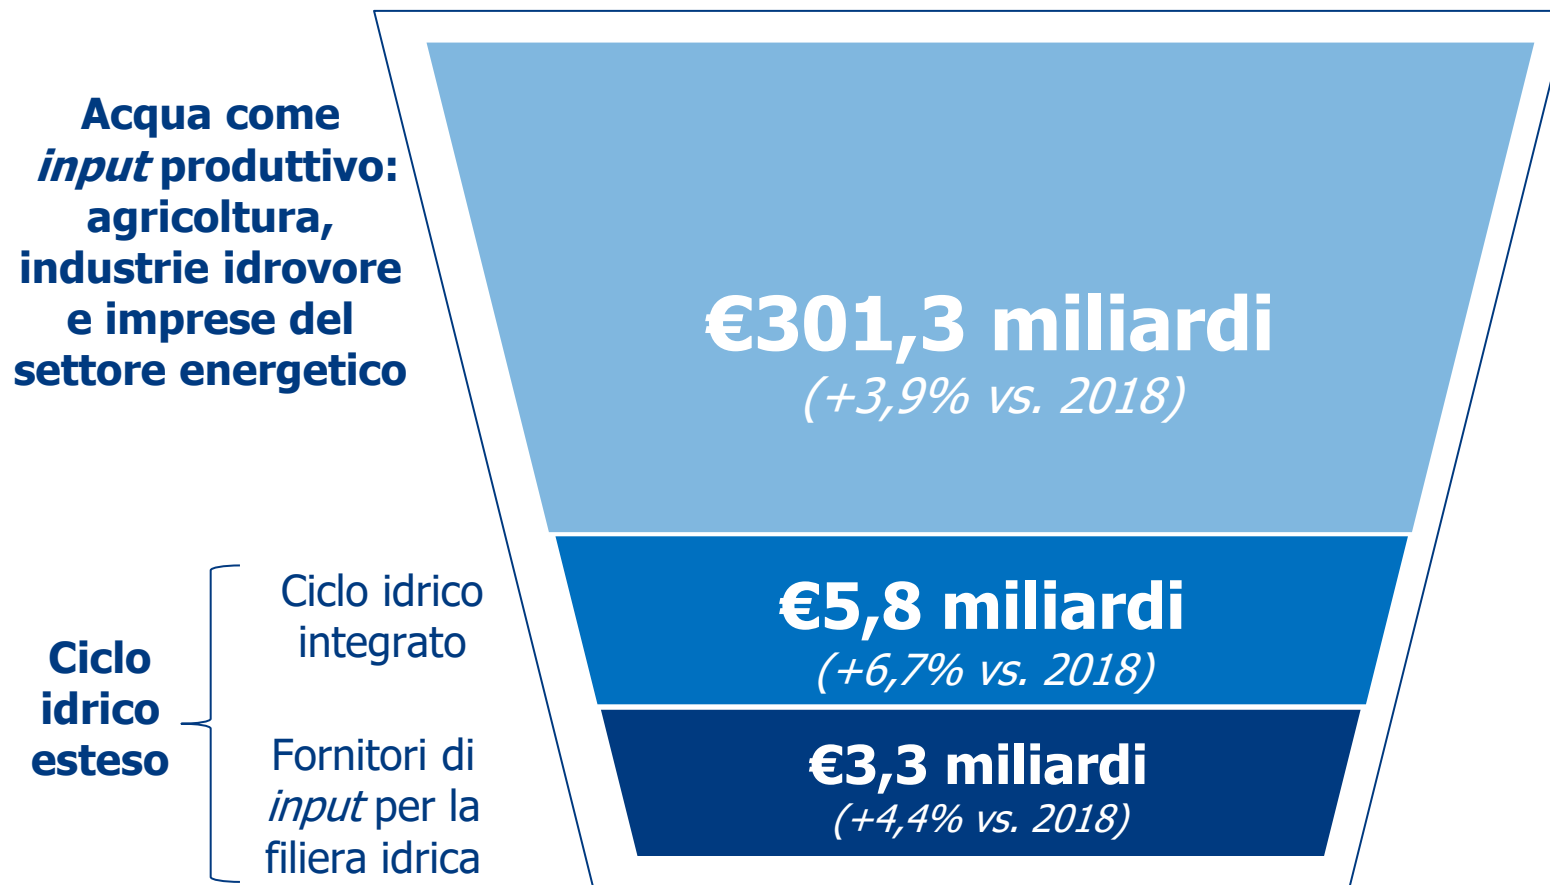 Acqua come
input produttivo:
agricoltura,
industrie idrovore
e imprese del
settore energetico
€301,3 miliardi
(+3,9% vs. 2018)
Ciclo
idrico
esteso
Ciclo idrico
integrato
€5,8 miliardi
(+6,7% vs. 2018)
Fornitori di
input per la
filiera idrica
€3,3 miliardi
(+4,4% vs. 2018)